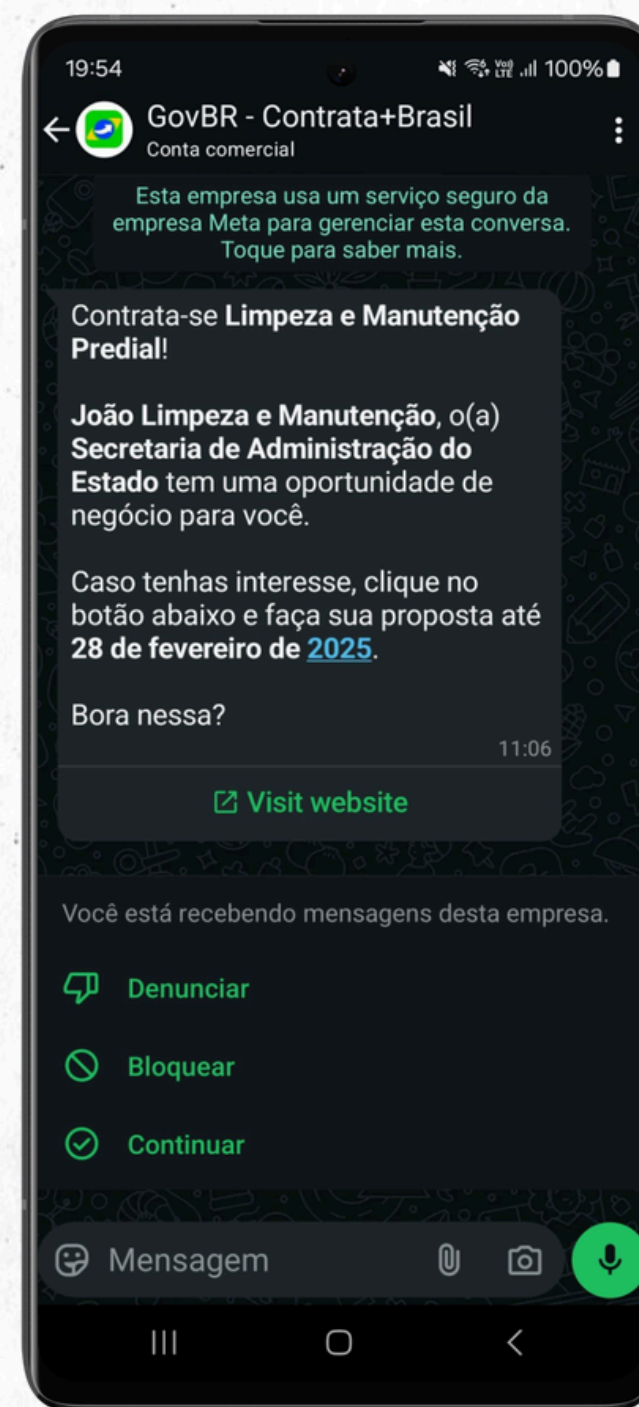 19:54
Vo) LTE 100%
GovBR - Contrata+Brasil
Conta comercial
Esta empresa usa um serviço seguro da
empresa Meta para gerenciar esta conversa.
Toque para saber mais.
Contrata-se Limpeza e Manutenção
Predial!
João Limpeza e Manutenção, o(a)
Secretaria de Administração do
Estado tem uma oportunidade de
negócio para você.
Caso tenhas interesse, clique no
botão abaixo e faça sua proposta até
28 de fevereiro de 2025.
Bora nessa?
11:06
Visit website
Você está recebendo mensagens desta empresa.
Denunciar
Bloquear
Continuar
Mensagem